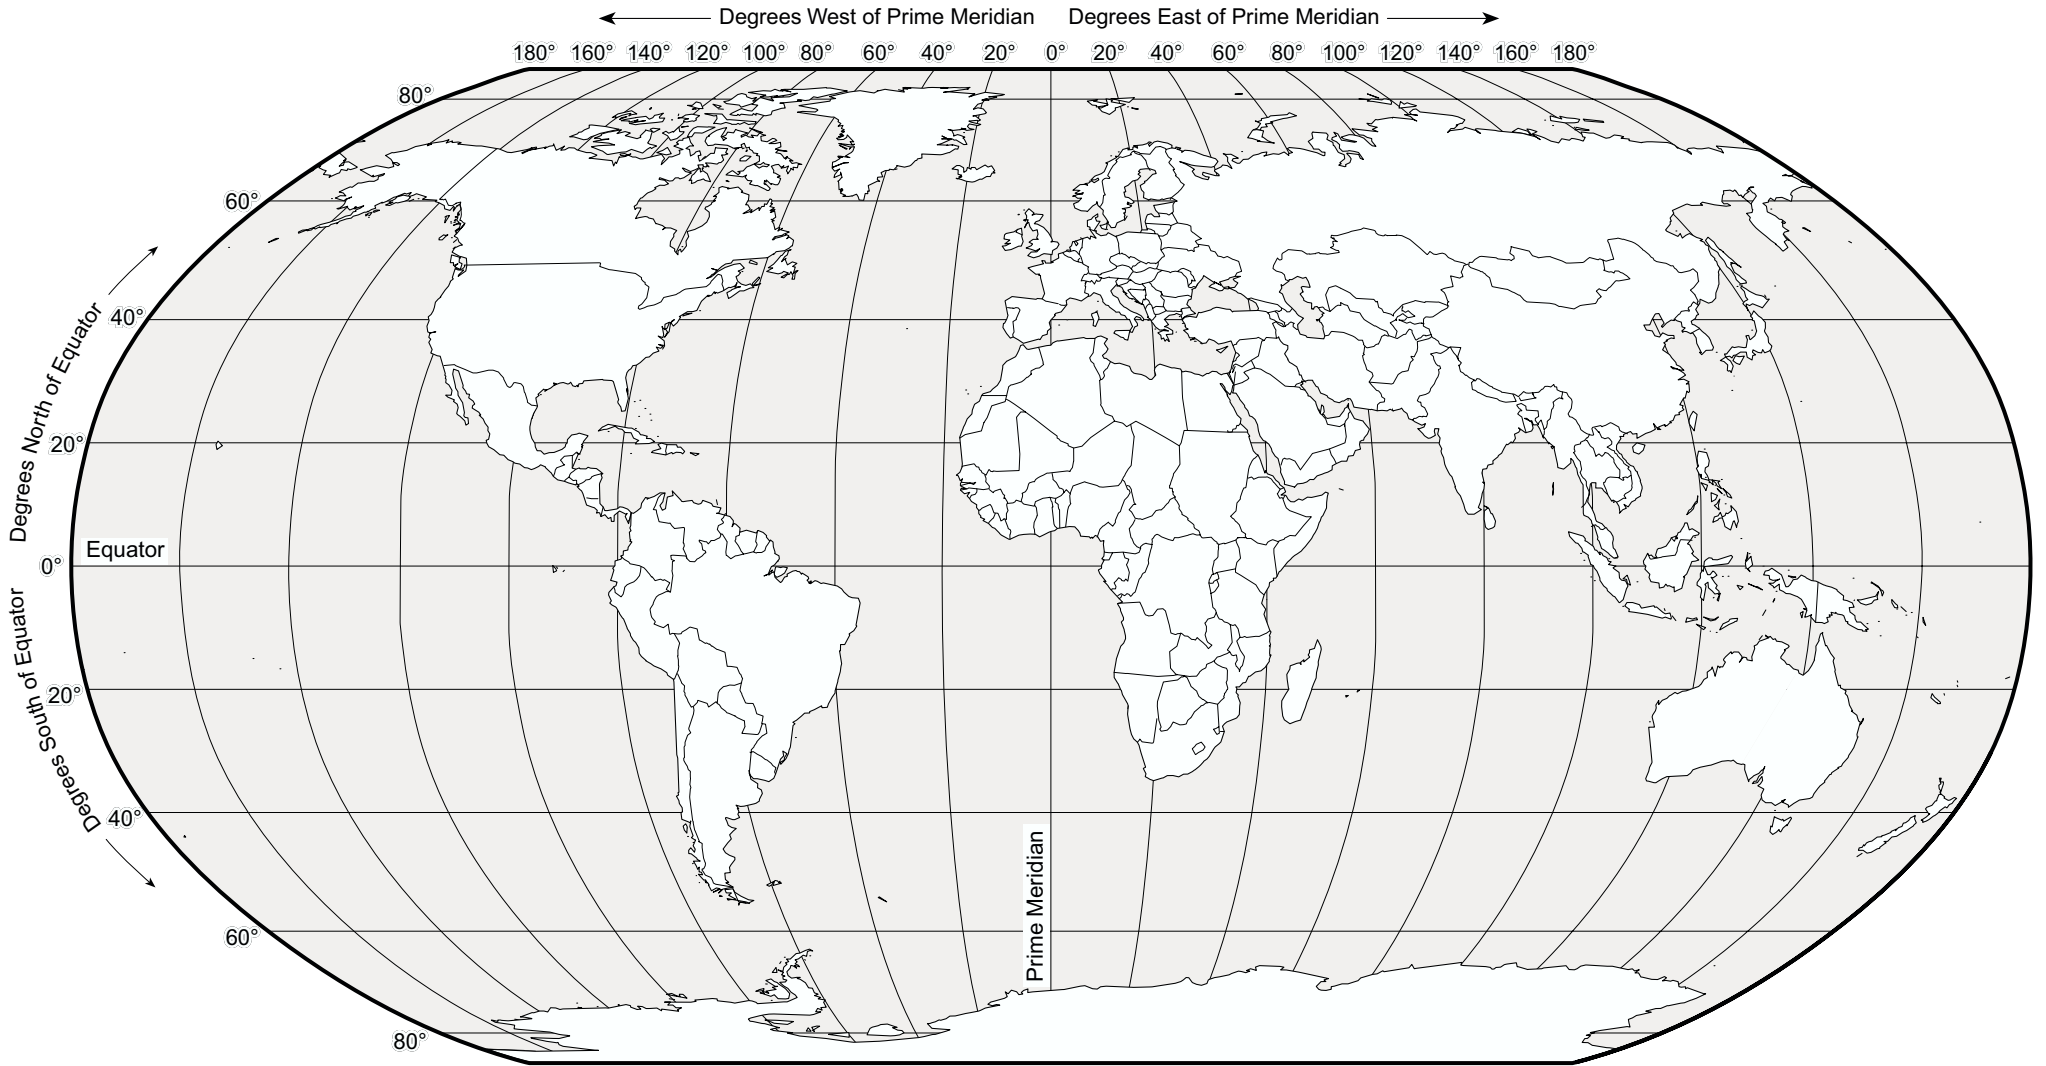 Degrees West of Prime Meridian Degrees East of Prime Meridian
180° 160° 140° 120° 100° 80° 60° 40° 20° 0° 20° 40° 60° 80° 100° 120° 140° 160° 180°
80°
60°
40°
Degrees North of Equator
20°
Equator
0°
Degrees South of Equator
20°
40°
Prime Meridian
60°
80°